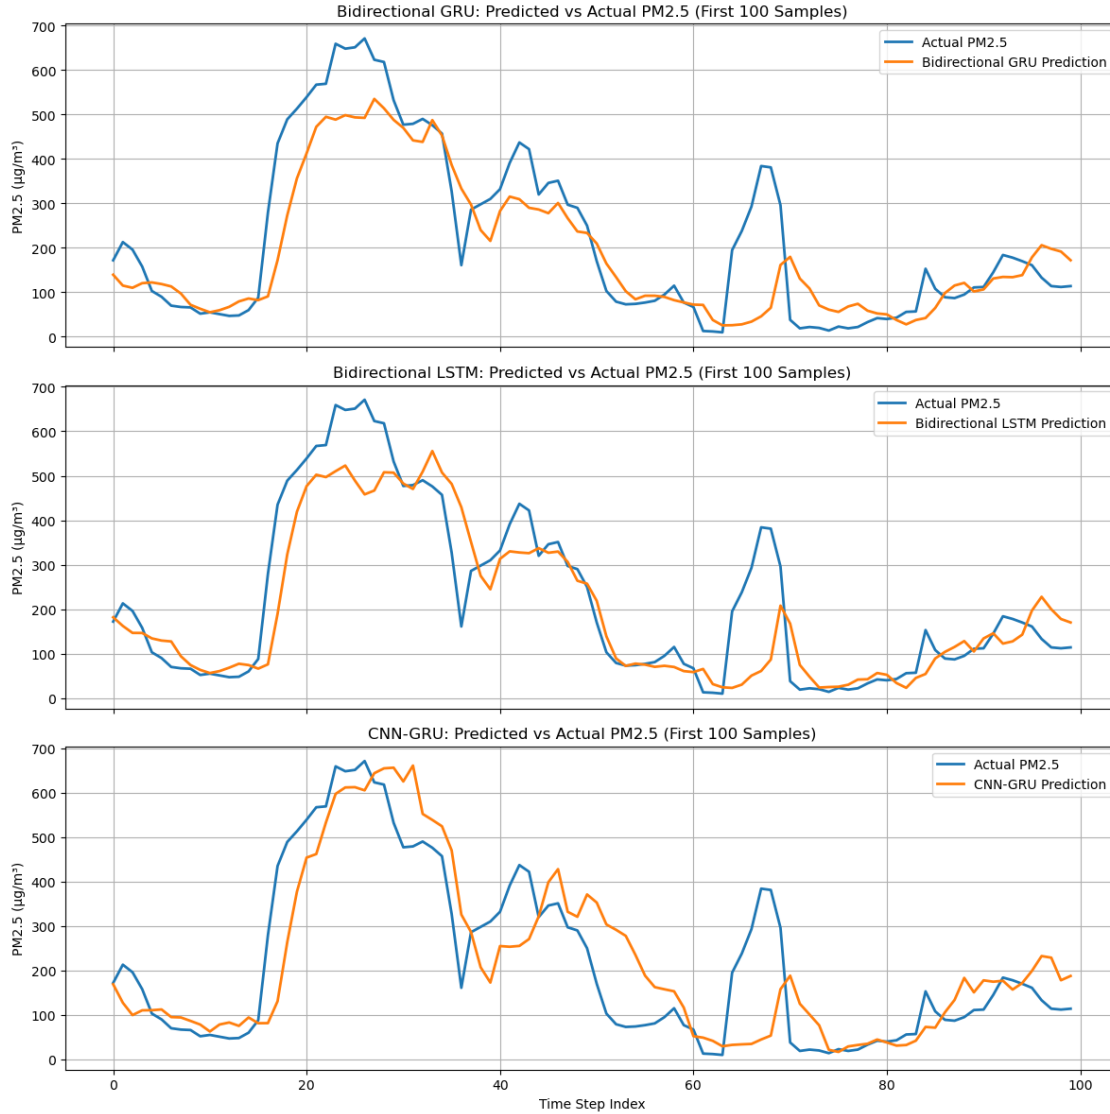 Bidirectional GRU: Predicted vs Actual PM2.5 (First 100 Samples)
700
600
500
400
300
200
100
0
PM2.5 (µg/m³)
Actual PM2.5
Bidirectional GRU Prediction
Bidirectional LSTM: Predicted vs Actual PM2.5 (First 100 Samples)
700
600
500
400
300
200
100
0
PM2.5 (µg/m³)
Actual PM2.5
Bidirectional LSTM Prediction
CNN-GRU: Predicted vs Actual PM2.5 (First 100 Samples)
700
600
500
400
300
200
100
0
PM2.5 (µg/m³)
Actual PM2.5
CNN-GRU Prediction
0 20 40 60 80 100
Time Step Index